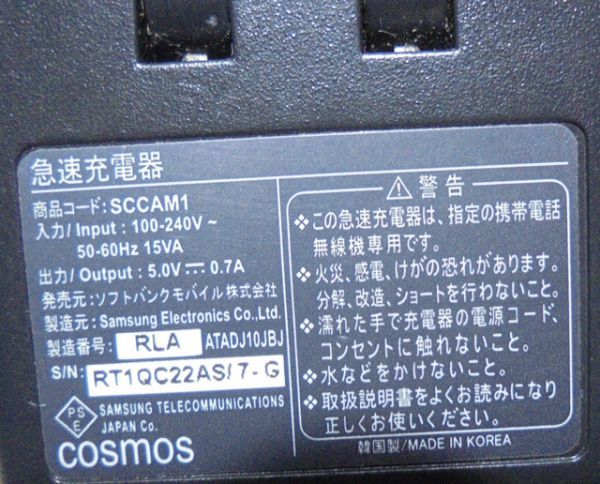 急速充電器
商品コード: SCCAM1
入力/ Input : 100-240V ~
50-60Hz 15VA
出力/ Output : 5.0V ⎓ 0.7A
発売元:ソフトバンクモバイル株式会社
製造元 : Samsung Electronics Co.,Ltd.
製造番号: RLA ATADJ10JBJ
S/N: RT1QC22AS/7-G
PSE
SAMSUNG TELECOMMUNICATIONS
JAPAN Co.
cosmos
⚠ 警告
❖この急速充電器は、指定の携帯電話
無線機専用です。
❖火災、感電、けがの恐れがあります。
分解、改造、ショートを行わないこと。
❖濡れた手で充電器の電源コード、
コンセントに触れないこと。
❖水などをかけないこと。
❖取扱説明書をよくお読みになり
正しくお使いください。
韓国製/MADE IN KOREA